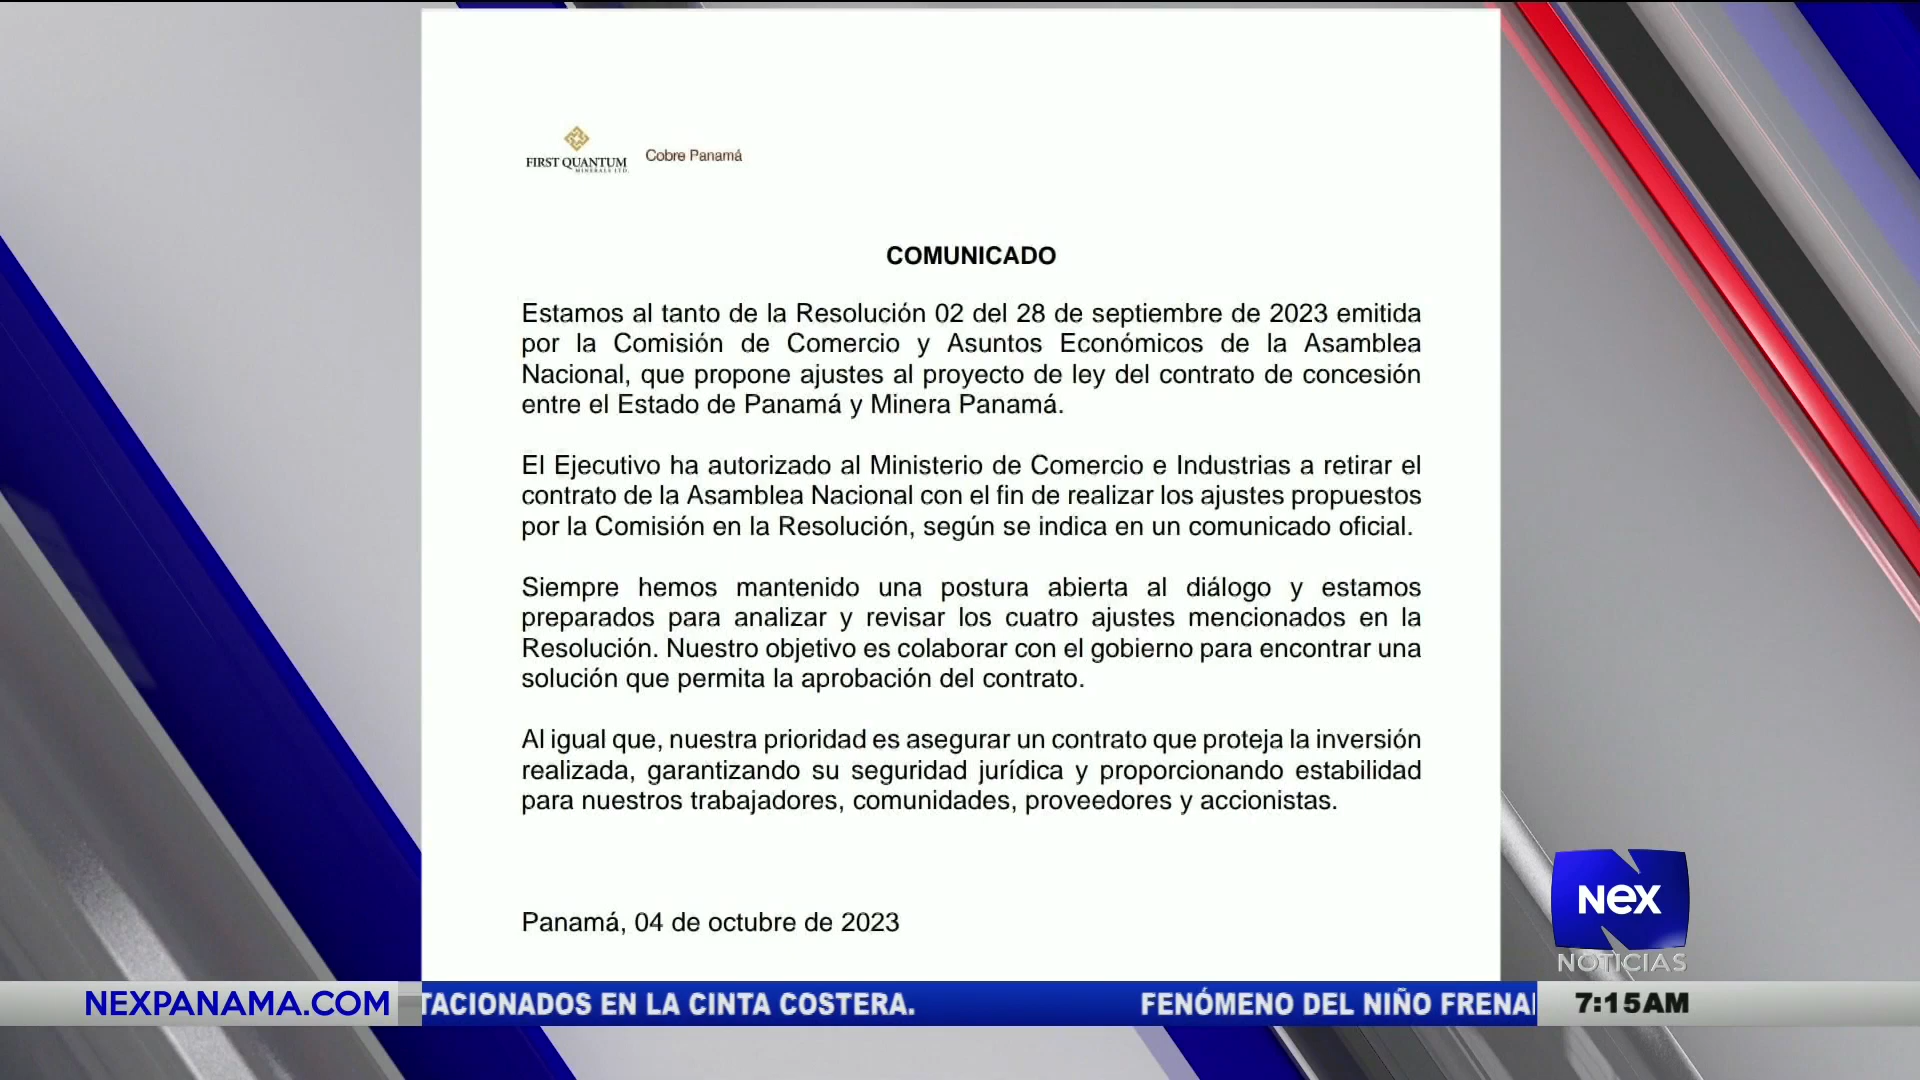 FIRST QUANTUM
MINERALS LTD.
Cobre Panamá
COMUNICADO
Estamos al tanto de la Resolución 02 del 28 de septiembre de 2023 emitida
por la Comisión de Comercio y Asuntos Económicos de la Asamblea
Nacional, que propone ajustes al proyecto de ley del contrato de concesión
entre el Estado de Panamá y Minera Panamá.
El Ejecutivo ha autorizado al Ministerio de Comercio e Industrias a retirar el
contrato de la Asamblea Nacional con el fin de realizar los ajustes propuestos
por la Comisión en la Resolución, según se indica en un comunicado oficial.
Siempre hemos mantenido una postura abierta al diálogo y estamos
preparados para analizar y revisar los cuatro ajustes mencionados en la
Resolución. Nuestro objetivo es colaborar con el gobierno para encontrar una
solución que permita la aprobación del contrato.
Al igual que, nuestra prioridad es asegurar un contrato que proteja la inversión
realizada, garantizando su seguridad jurídica y proporcionando estabilidad
para nuestros trabajadores, comunidades, proveedores y accionistas.
Panamá, 04 de octubre de 2023
NEX
NOTICIAS
NEXPANAMA.COM
TACIONADOS EN LA CINTA COSTERA. FENÓMENO DEL NIÑO FRENA
7:15AM